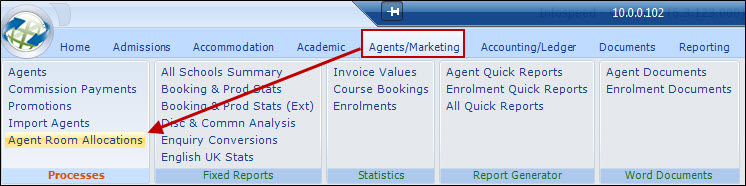 10.0.0.102
Home Admissions Accommodation Academic Agents/Marketing Accounting/Ledger Documents Reporting
Agents
Commission Payments
Promotions
Import Agents
Agent Room Allocations
Processes
All Schools Summary
Booking & Prod Stats
Booking & Prod Stats (Ext)
Disc & Commn Analysis
Enquiry Conversions
English UK Stats
Fixed Reports
Invoice Values
Course Bookings
Enrolments
Statistics
Agent Quick Reports
Enrolment Quick Reports
All Quick Reports
Report Generator
Agent Documents
Enrolment Documents
Word Documents